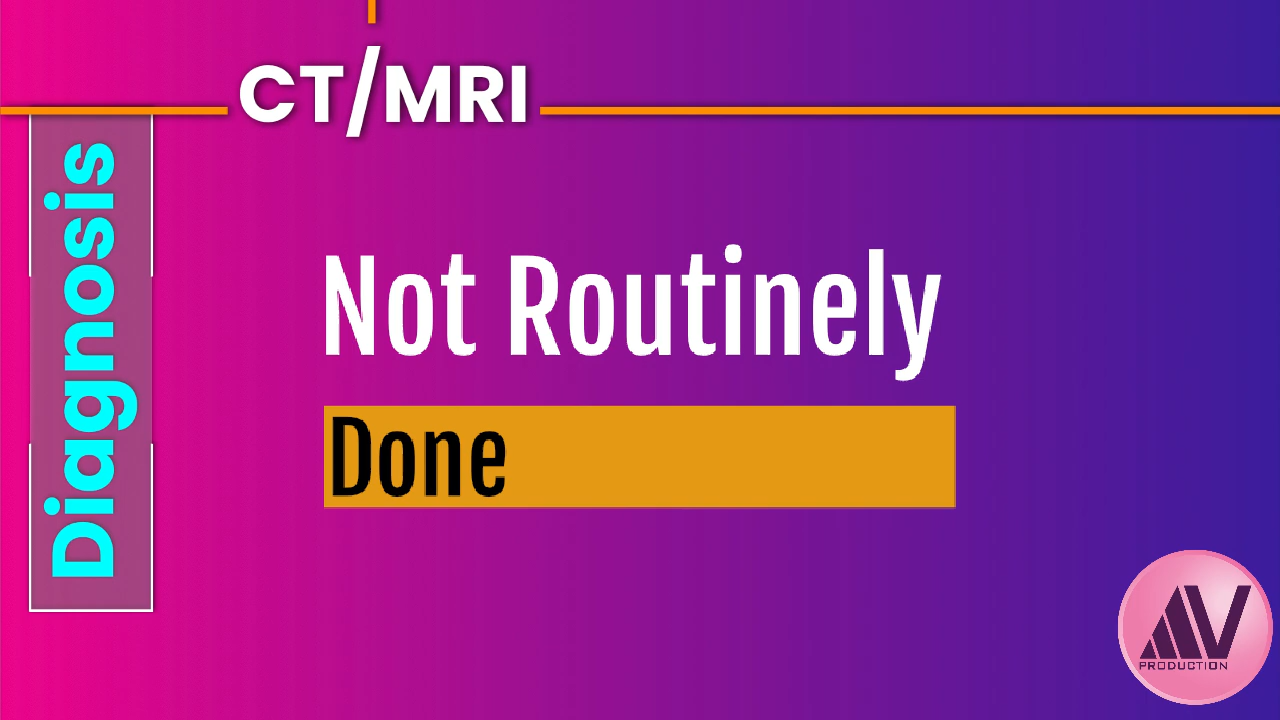 CT/MRI
Diagnosis
Not Routinely
Done
AV
PRODUCTION